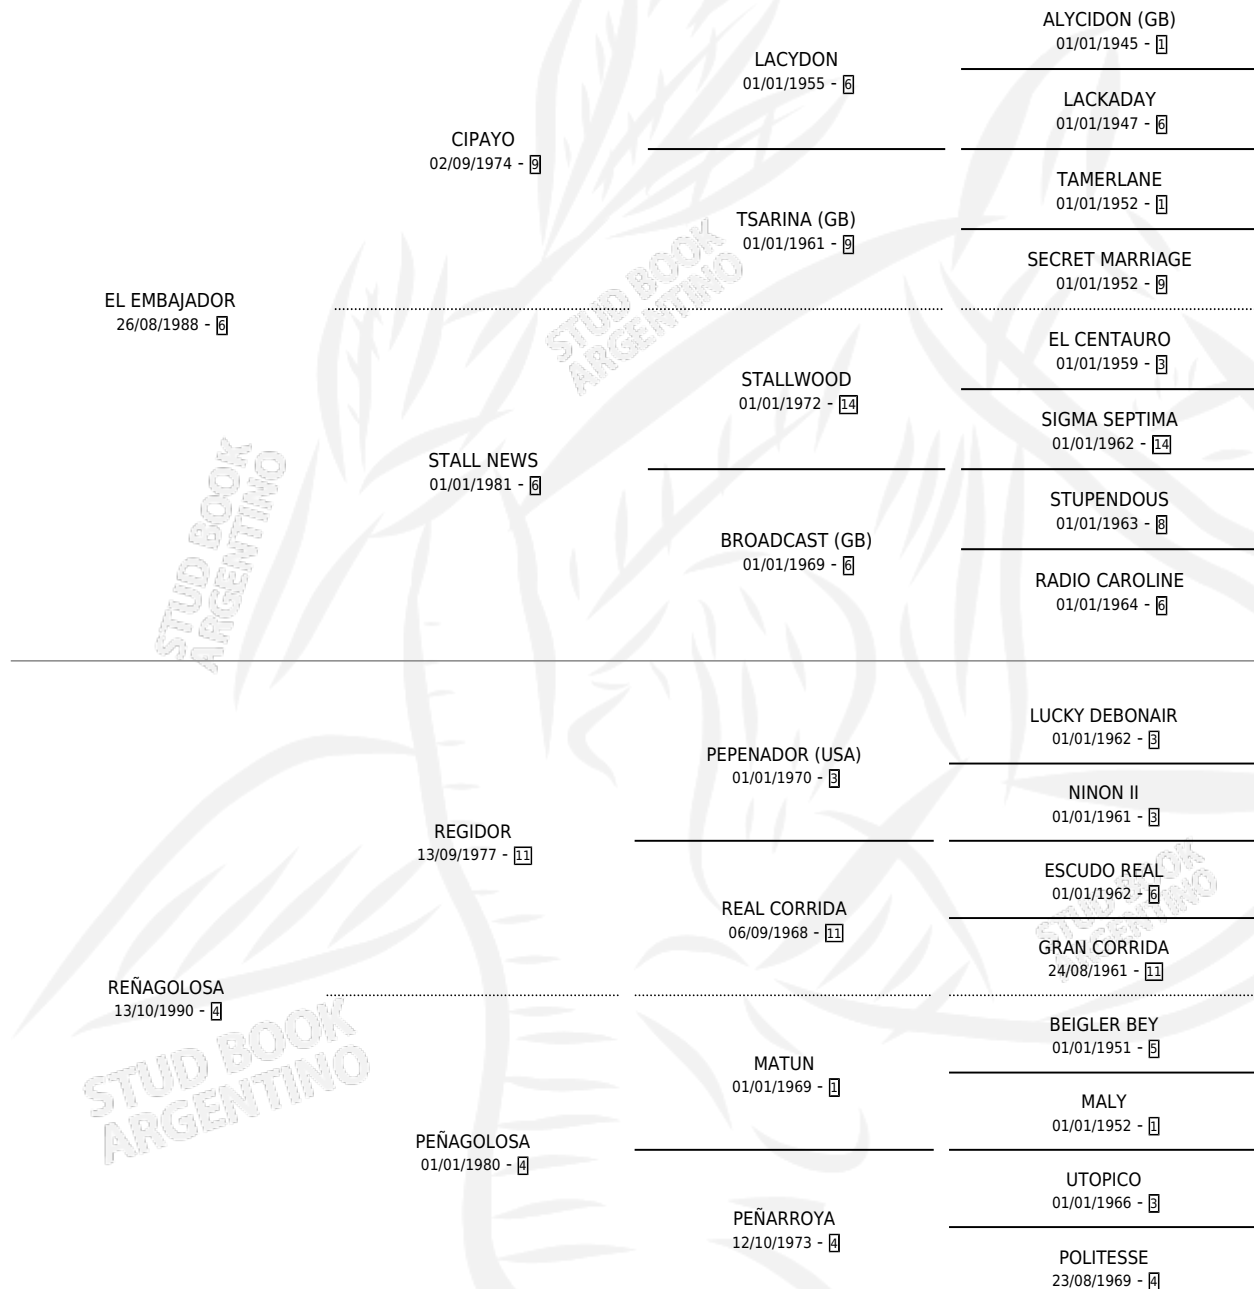 ALYCIDON (GB)
01/01/1945 - 1
LACYDON
01/01/1955 - 6
LACKADAY
01/01/1947 - 6
CIPAYO
02/09/1974 - 9
TAMERLANE
01/01/1952 - 1
TSARINA (GB)
01/01/1961 - 9
SECRET MARRIAGE
01/01/1952 - 9
STUD BOOK
ARGENTINO
EL EMBAJADOR
26/08/1988 - 6
EL CENTAURO
01/01/1959 - 3
STALLWOOD
01/01/1972 - 14
SIGMA SEPTIMA
01/01/1962 - 14
STALL NEWS
01/01/1981 - 6
STUPENDOUS
01/01/1963 - 8
BROADCAST (GB)
01/01/1969 - 6
RADIO CAROLINE
01/01/1964 - 6
STUD BOOK
ARGENTINO
LUCKY DEBONAIR
01/01/1962 - 3
PEPENADOR (USA)
01/01/1970 - 3
NINON II
01/01/1961 - 3
REGIDOR
13/09/1977 - 11
ESCUDO REAL
01/01/1962 - 6
REAL CORRIDA
06/09/1968 - 11
STUD BOOK
ARGENTINO
GRAN CORRIDA
24/08/1961 - 11
REÑAGOLOSA
13/10/1990 - 4
STUD BOOK
ARGENTINO
BEIGLER BEY
01/01/1951 - 5
MATUN
01/01/1969 - 1
MALY
01/01/1952 - 1
PEÑAGOLOSA
01/01/1980 - 4
UTOPICO
01/01/1966 - 3
PEÑARROYA
12/10/1973 - 4
POLITESSE
23/08/1969 - 4